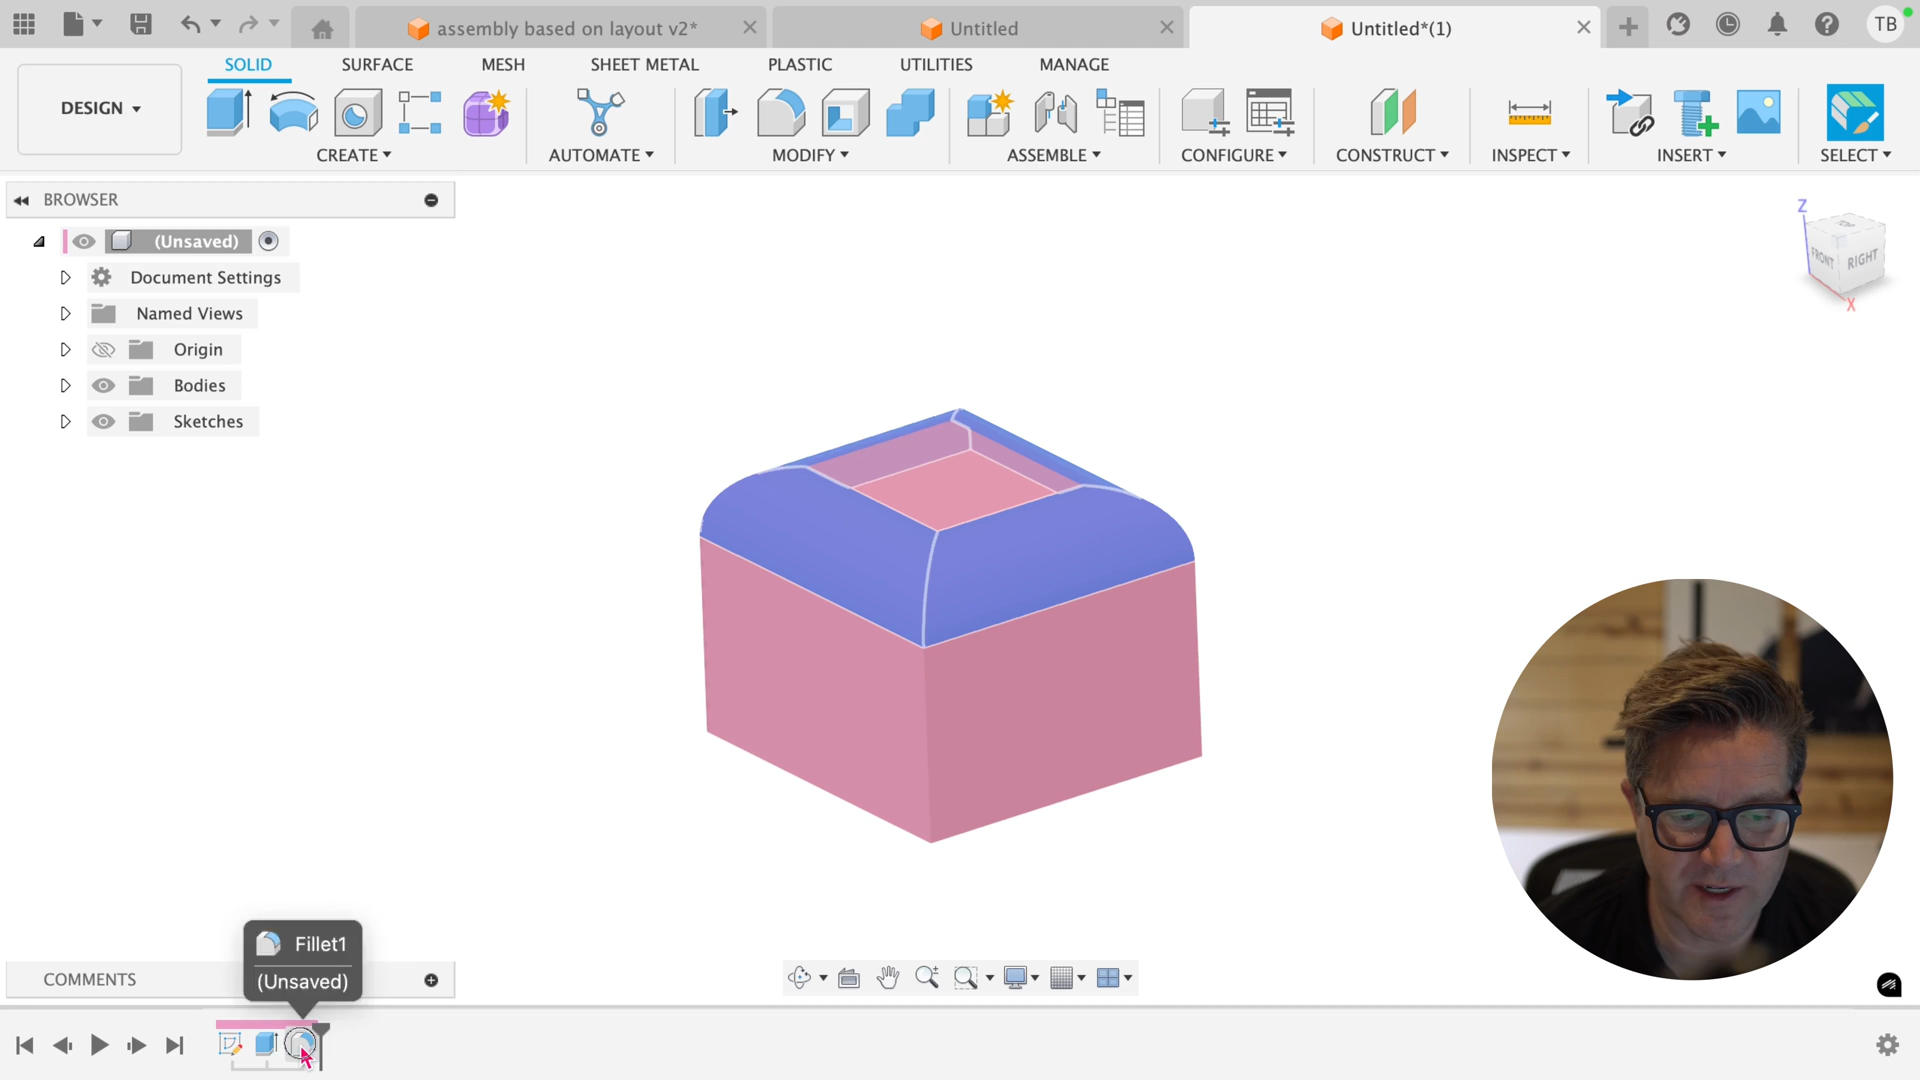 assembly based on layout v2*
Untitled
Untitled*(1)
TB
DESIGN
SOLID
SURFACE
MESH
SHEET METAL
PLASTIC
UTILITIES
MANAGE
CREATE
AUTOMATE
MODIFY
ASSEMBLE
CONFIGURE
CONSTRUCT
INSPECT
INSERT
SELECT
BROWSER
(Unsaved)
Document Settings
Named Views
Origin
Bodies
Sketches
Z
FRONT
RIGHT
X
Fillet1
(Unsaved)
COMMENTS